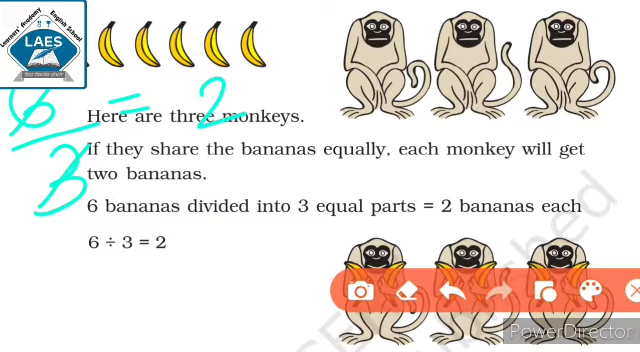 Learners' Academy English School
LAES
6/3 = 2
Here are three monkeys.
If they share the bananas equally, each monkey will get
two bananas.
6 bananas divided into 3 equal parts = 2 bananas each
6 ÷ 3 = 2
PowerDirector